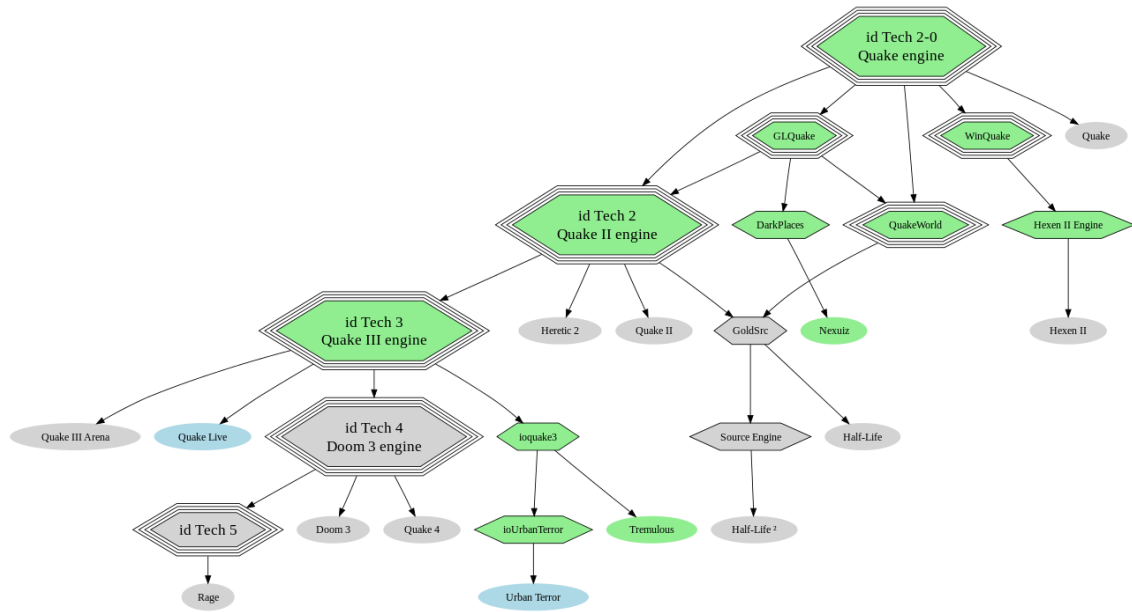 id Tech 2-0
Quake engine
GLQuake
WinQuake
Quake
id Tech 2
Quake II engine
DarkPlaces
QuakeWorld
Hexen II Engine
id Tech 3
Quake III engine
Heretic 2
Quake II
GoldSrc
Nexuiz
Hexen II
Quake III Arena
Quake Live
id Tech 4
Doom 3 engine
ioquake3
Source Engine
Half-Life
id Tech 5
Doom 3
Quake 4
ioUrbanTerror
Tremulous
Half-Life ²
Rage
Urban Terror